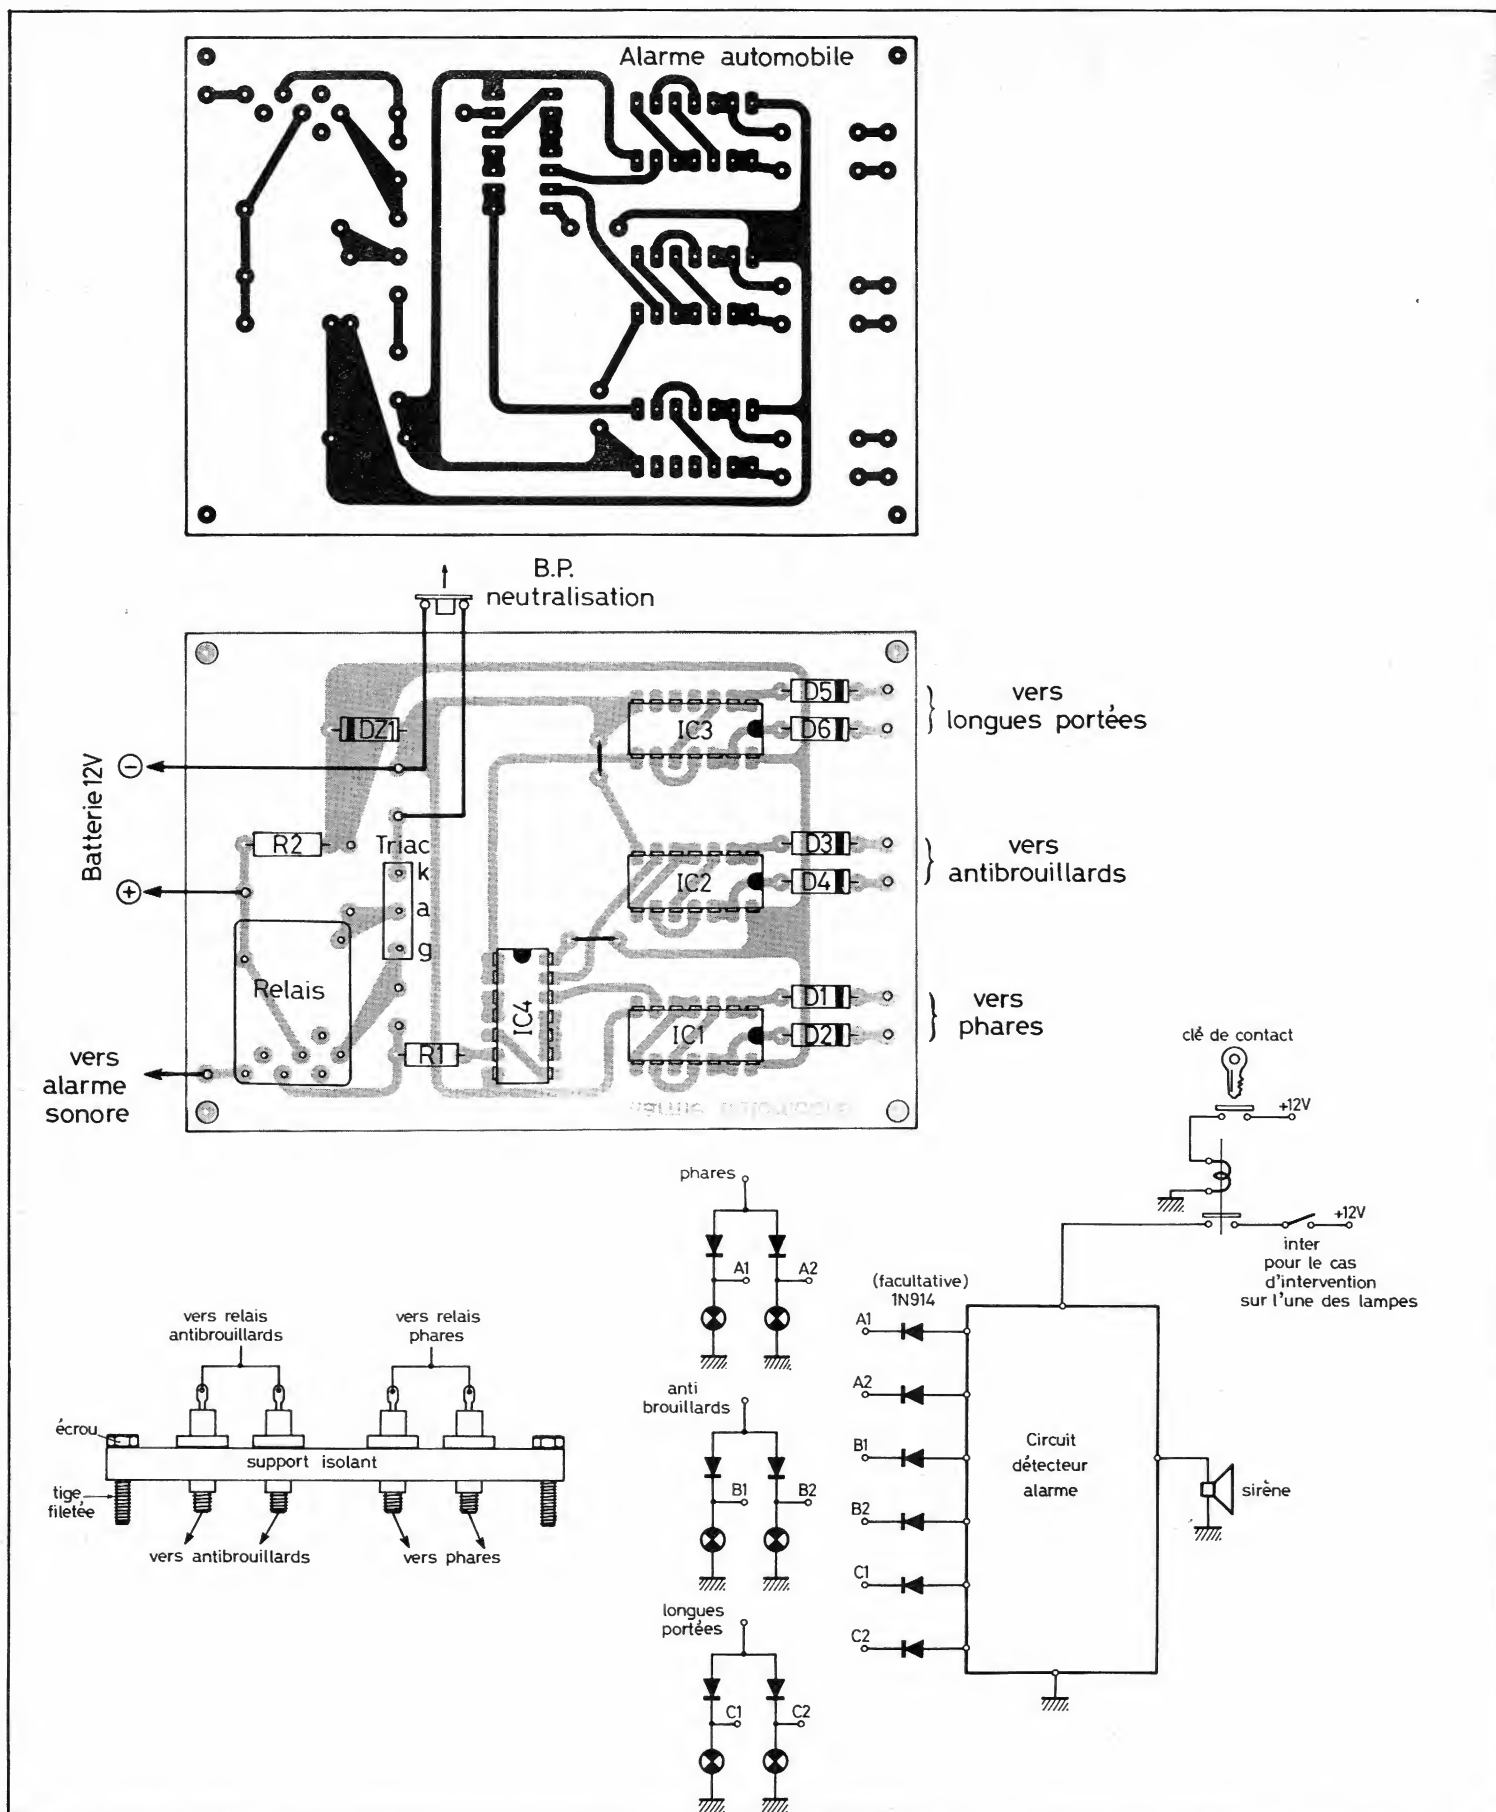 Alarme automobile
B.P.
neutralisation
DZ1
Batterie 12V
−
+
R2
Triac
k
a
g
Relais
vers
alarme
sonore
R1
IC4
IC3
IC2
IC1
D5
D6
D3
D4
D1
D2
vers
longues portées
vers
antibrouillards
vers
phares
clé de contact
+12V
+12V
inter
pour le cas
d'intervention
sur l'une des lampes
phares
A1
A2
anti
brouillards
B1
B2
longues
portées
C1
C2
(facultative)
1N914
A1
A2
B1
B2
C1
C2
Circuit
détecteur
alarme
sirène
vers relais
antibrouillards
vers relais
phares
écrou
support isolant
tige
filetée
vers antibrouillards
vers phares